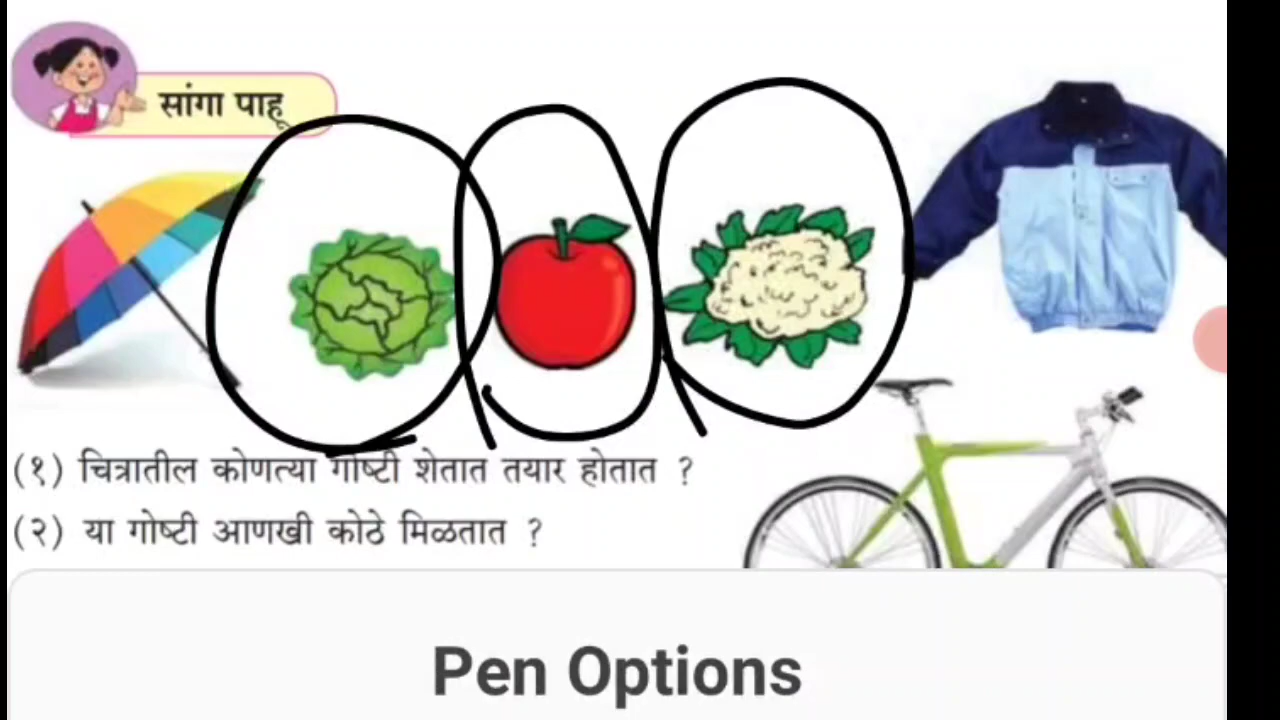 सांगा पाहू
(१) चित्रातील कोणत्या गोष्टी शेतात तयार होतात ?
(२) या गोष्टी आणखी कोठे मिळतात ?
Pen Options